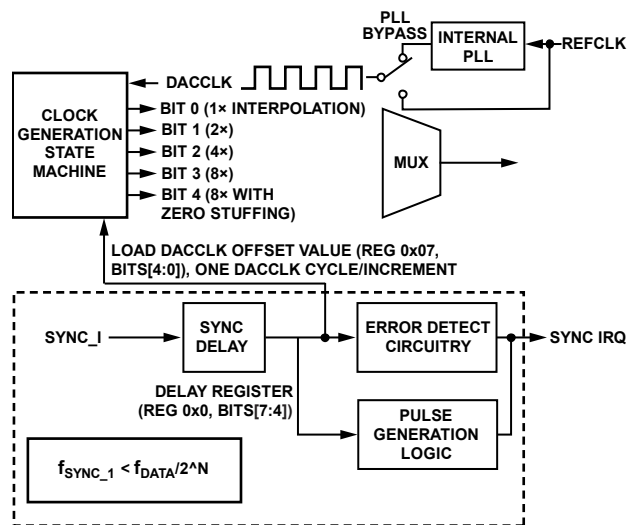 PLL
BYPASS
INTERNAL
PLL
REFCLK
CLOCK
GENERATION
STATE
MACHINE
DACCLK
BIT 0 (1× INTERPOLATION)
BIT 1 (2×)
BIT 2 (4×)
BIT 3 (8×)
BIT 4 (8× WITH
ZERO STUFFING)
MUX
LOAD DACCLK OFFSET VALUE (REG 0x07,
BITS[4:0]), ONE DACCLK CYCLE/INCREMENT
SYNC_I
SYNC
DELAY
ERROR DETECT
CIRCUITRY
SYNC IRQ
DELAY REGISTER
(REG 0x0, BITS[7:4])
PULSE
GENERATION
LOGIC
fSYNC_1 < fDATA/2^N